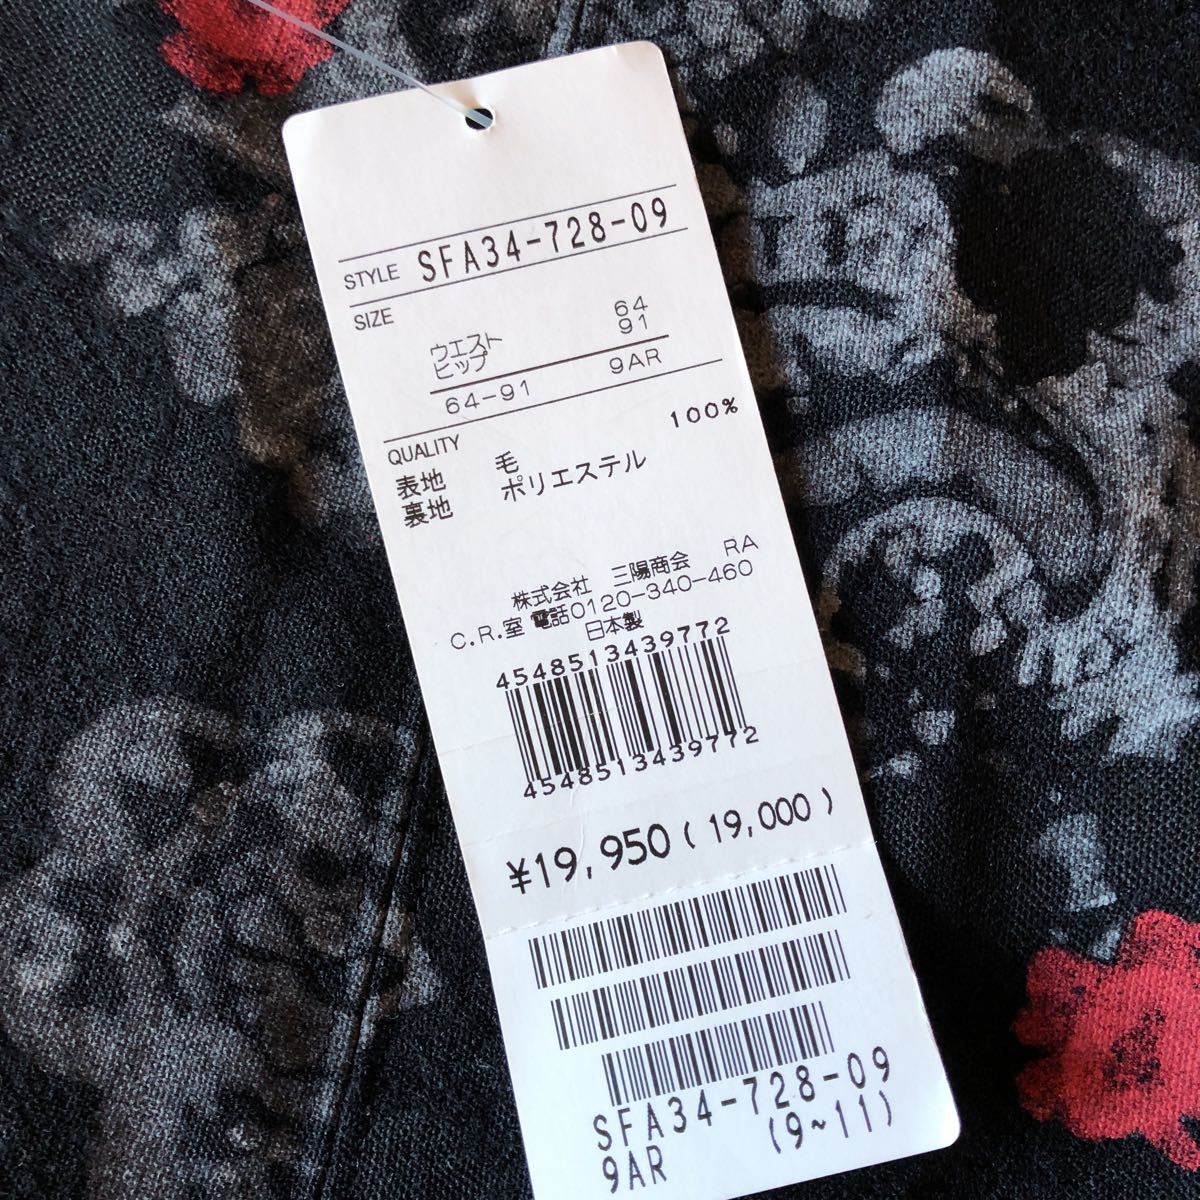 STYLE SFA34-728-09
SIZE
ウエスト 64
ヒップ 91
64-91 9AR
QUALITY
表地 毛 100%
裏地 ポリエステル
株式会社 三陽商会 RA
C.R.室 電話0120-340-460
日本製
4548513439772
4548513439772
¥19,950(19,000)
SFA34-728-09
9AR (9~11)